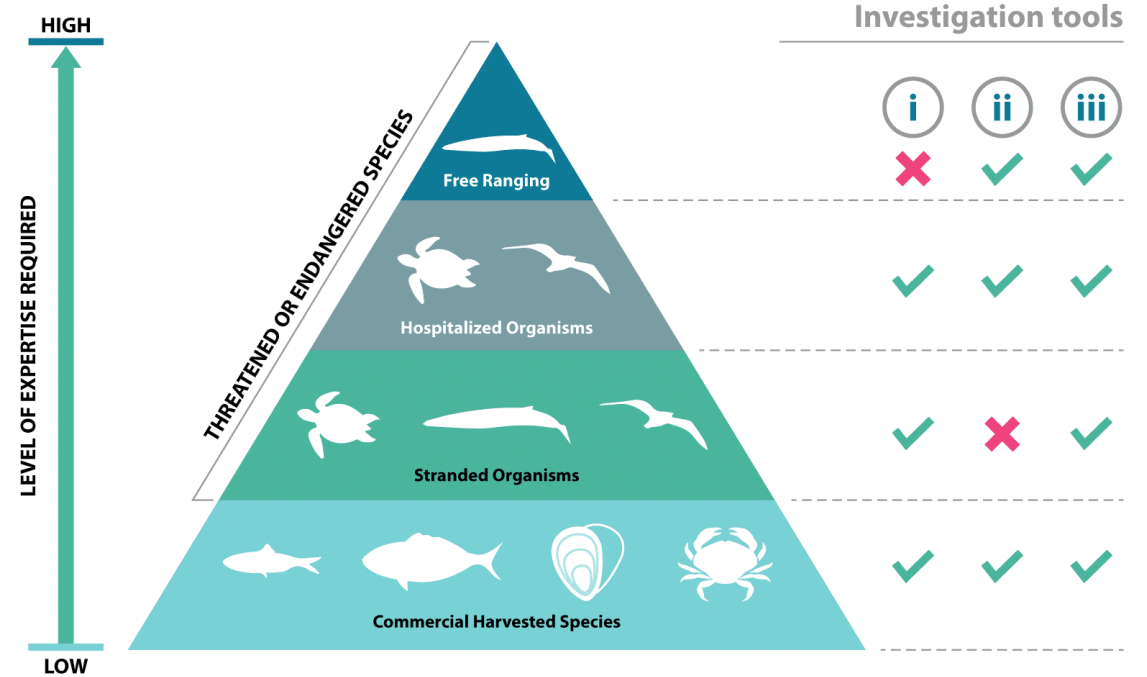 HIGH
Investigation tools
i ii iii
THREATENED OR ENDANGERED SPECIES
LEVEL OF EXPERTISE REQUIRED
Free Ranging
Hospitalized Organisms
Stranded Organisms
Commercial Harvested Species
LOW